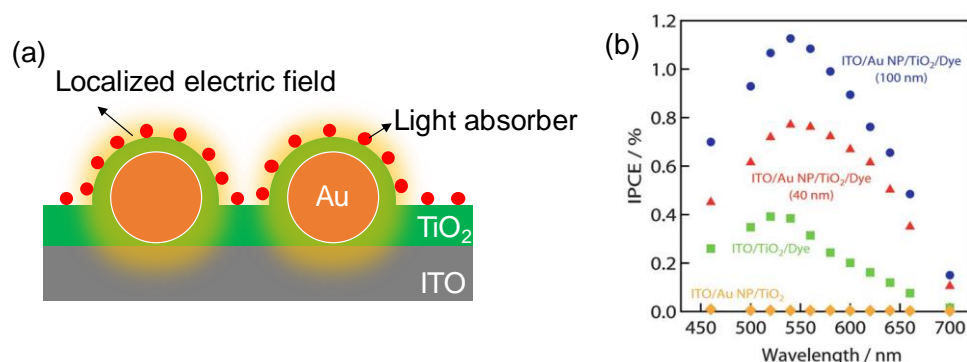 (a)
Localized electric field
Light absorber
Au
TiO₂
ITO
(b)
1.2
1.0
0.8
0.6
0.4
0.2
0.0
IPCE / %
ITO/Au NP/TiO₂/Dye
(100 nm)
ITO/Au NP/TiO₂/Dye
(40 nm)
ITO/TiO₂/Dye
ITO/Au NP/TiO₂
450 500 550 600 650 700
Wavelength / nm